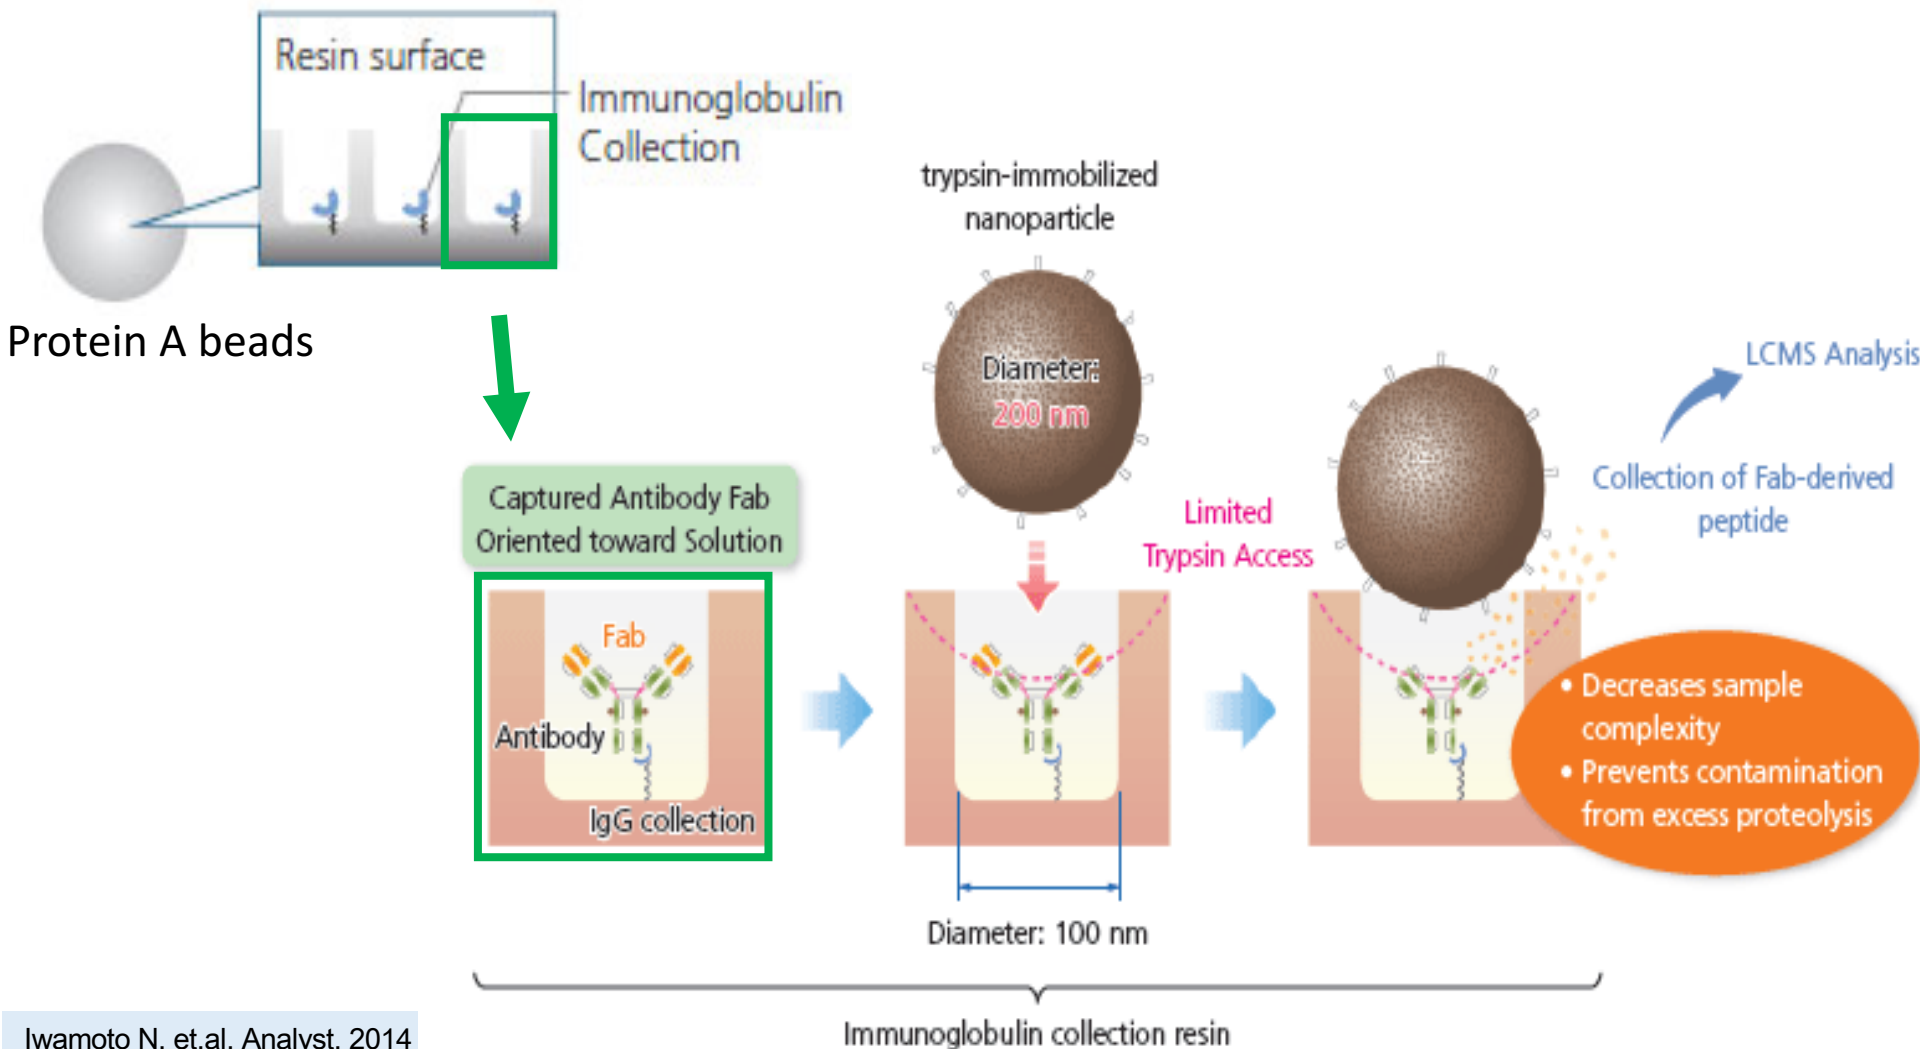 Resin surface
Immunoglobulin
Collection
Protein A beads
trypsin-immobilized
nanoparticle
Diameter:
200 nm
LCMS Analysis
Collection of Fab-derived
peptide
Captured Antibody Fab
Oriented toward Solution
Limited
Trypsin Access
Fab
Antibody
IgG collection
• Decreases sample
complexity
• Prevents contamination
from excess proteolysis
Diameter: 100 nm
Immunoglobulin collection resin
Iwamoto N. et.al. Analyst. 2014